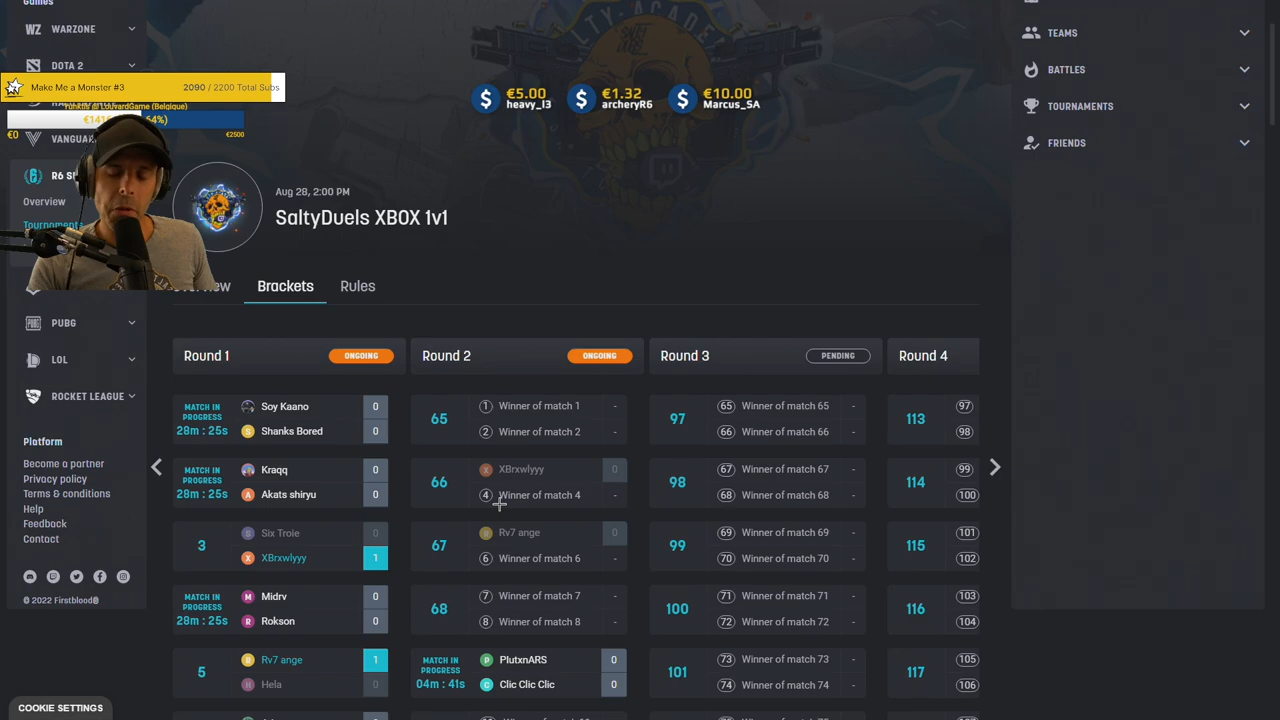 Games
WZ WARZONE
DOTA 2
Make Me a Monster #3 2090 / 2200 Total Subs
@ LouvardGame (Belgique)
€0
€2500
VANGUAR
R6 S
Overview
Tournaments
PUBG
LOL
ROCKET LEAGUE
Platform
Become a partner
Privacy policy
Terms & conditions
Help
Feedback
Contact
© 2022 Firstblood®
COOKIE SETTINGS
LTY-ACADE
$ €5.00 heavy_l3
$ €1.32 archeryR6
$ €10.00 Marcus_SA
Aug 28, 2:00 PM
SaltyDuels XBOX 1v1
Overview Brackets Rules
Round 1 ONGOING
MATCH IN PROGRESS 28m : 25s
Soy Kaano 0
S Shanks Bored 0
MATCH IN PROGRESS 28m : 25s
Kraqq 0
A Akats shiryu 0
3
S Six Troie 0
X XBrxwlyyy 1
MATCH IN PROGRESS 28m : 25s
M Midrv 0
R Rokson 0
5
R Rv7 ange 1
H Hela 0
Round 2 ONGOING
65
1 Winner of match 1 -
2 Winner of match 2 -
66
X XBrxwlyyy 0
4 Winner of match 4 -
67
R Rv7 ange 0
6 Winner of match 6 -
68
7 Winner of match 7 -
8 Winner of match 8 -
MATCH IN PROGRESS 04m : 41s
P PlutxnARS 0
C Clic Clic Clic 0
Round 3 PENDING
97
65 Winner of match 65 -
66 Winner of match 66 -
98
67 Winner of match 67 -
68 Winner of match 68 -
99
69 Winner of match 69 -
70 Winner of match 70 -
100
71 Winner of match 71 -
72 Winner of match 72 -
101
73 Winner of match 73 -
74 Winner of match 74 -
Round 4
113
97
98
114
99
100
115
101
102
116
103
104
117
105
106
TEAMS
BATTLES
TOURNAMENTS
FRIENDS